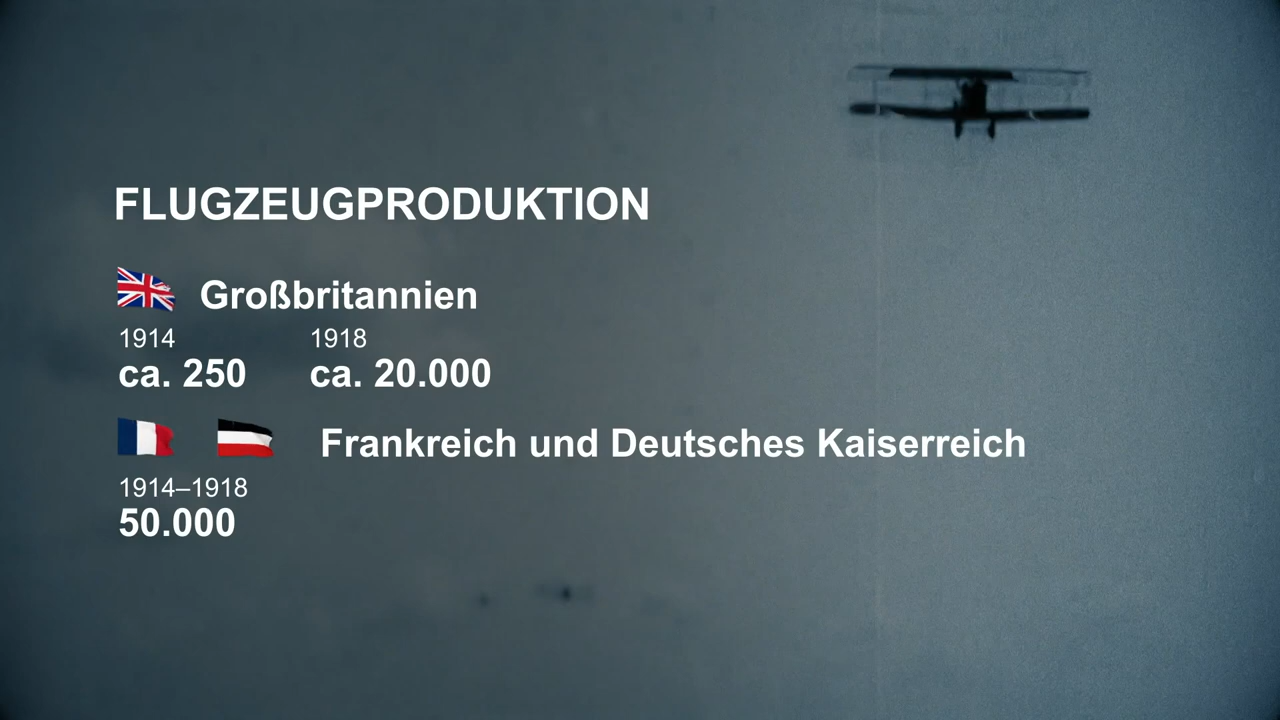 FLUGZEUGPRODUKTION
Großbritannien
1914 1918
ca. 250 ca. 20.000
Frankreich und Deutsches Kaiserreich
1914–1918
50.000